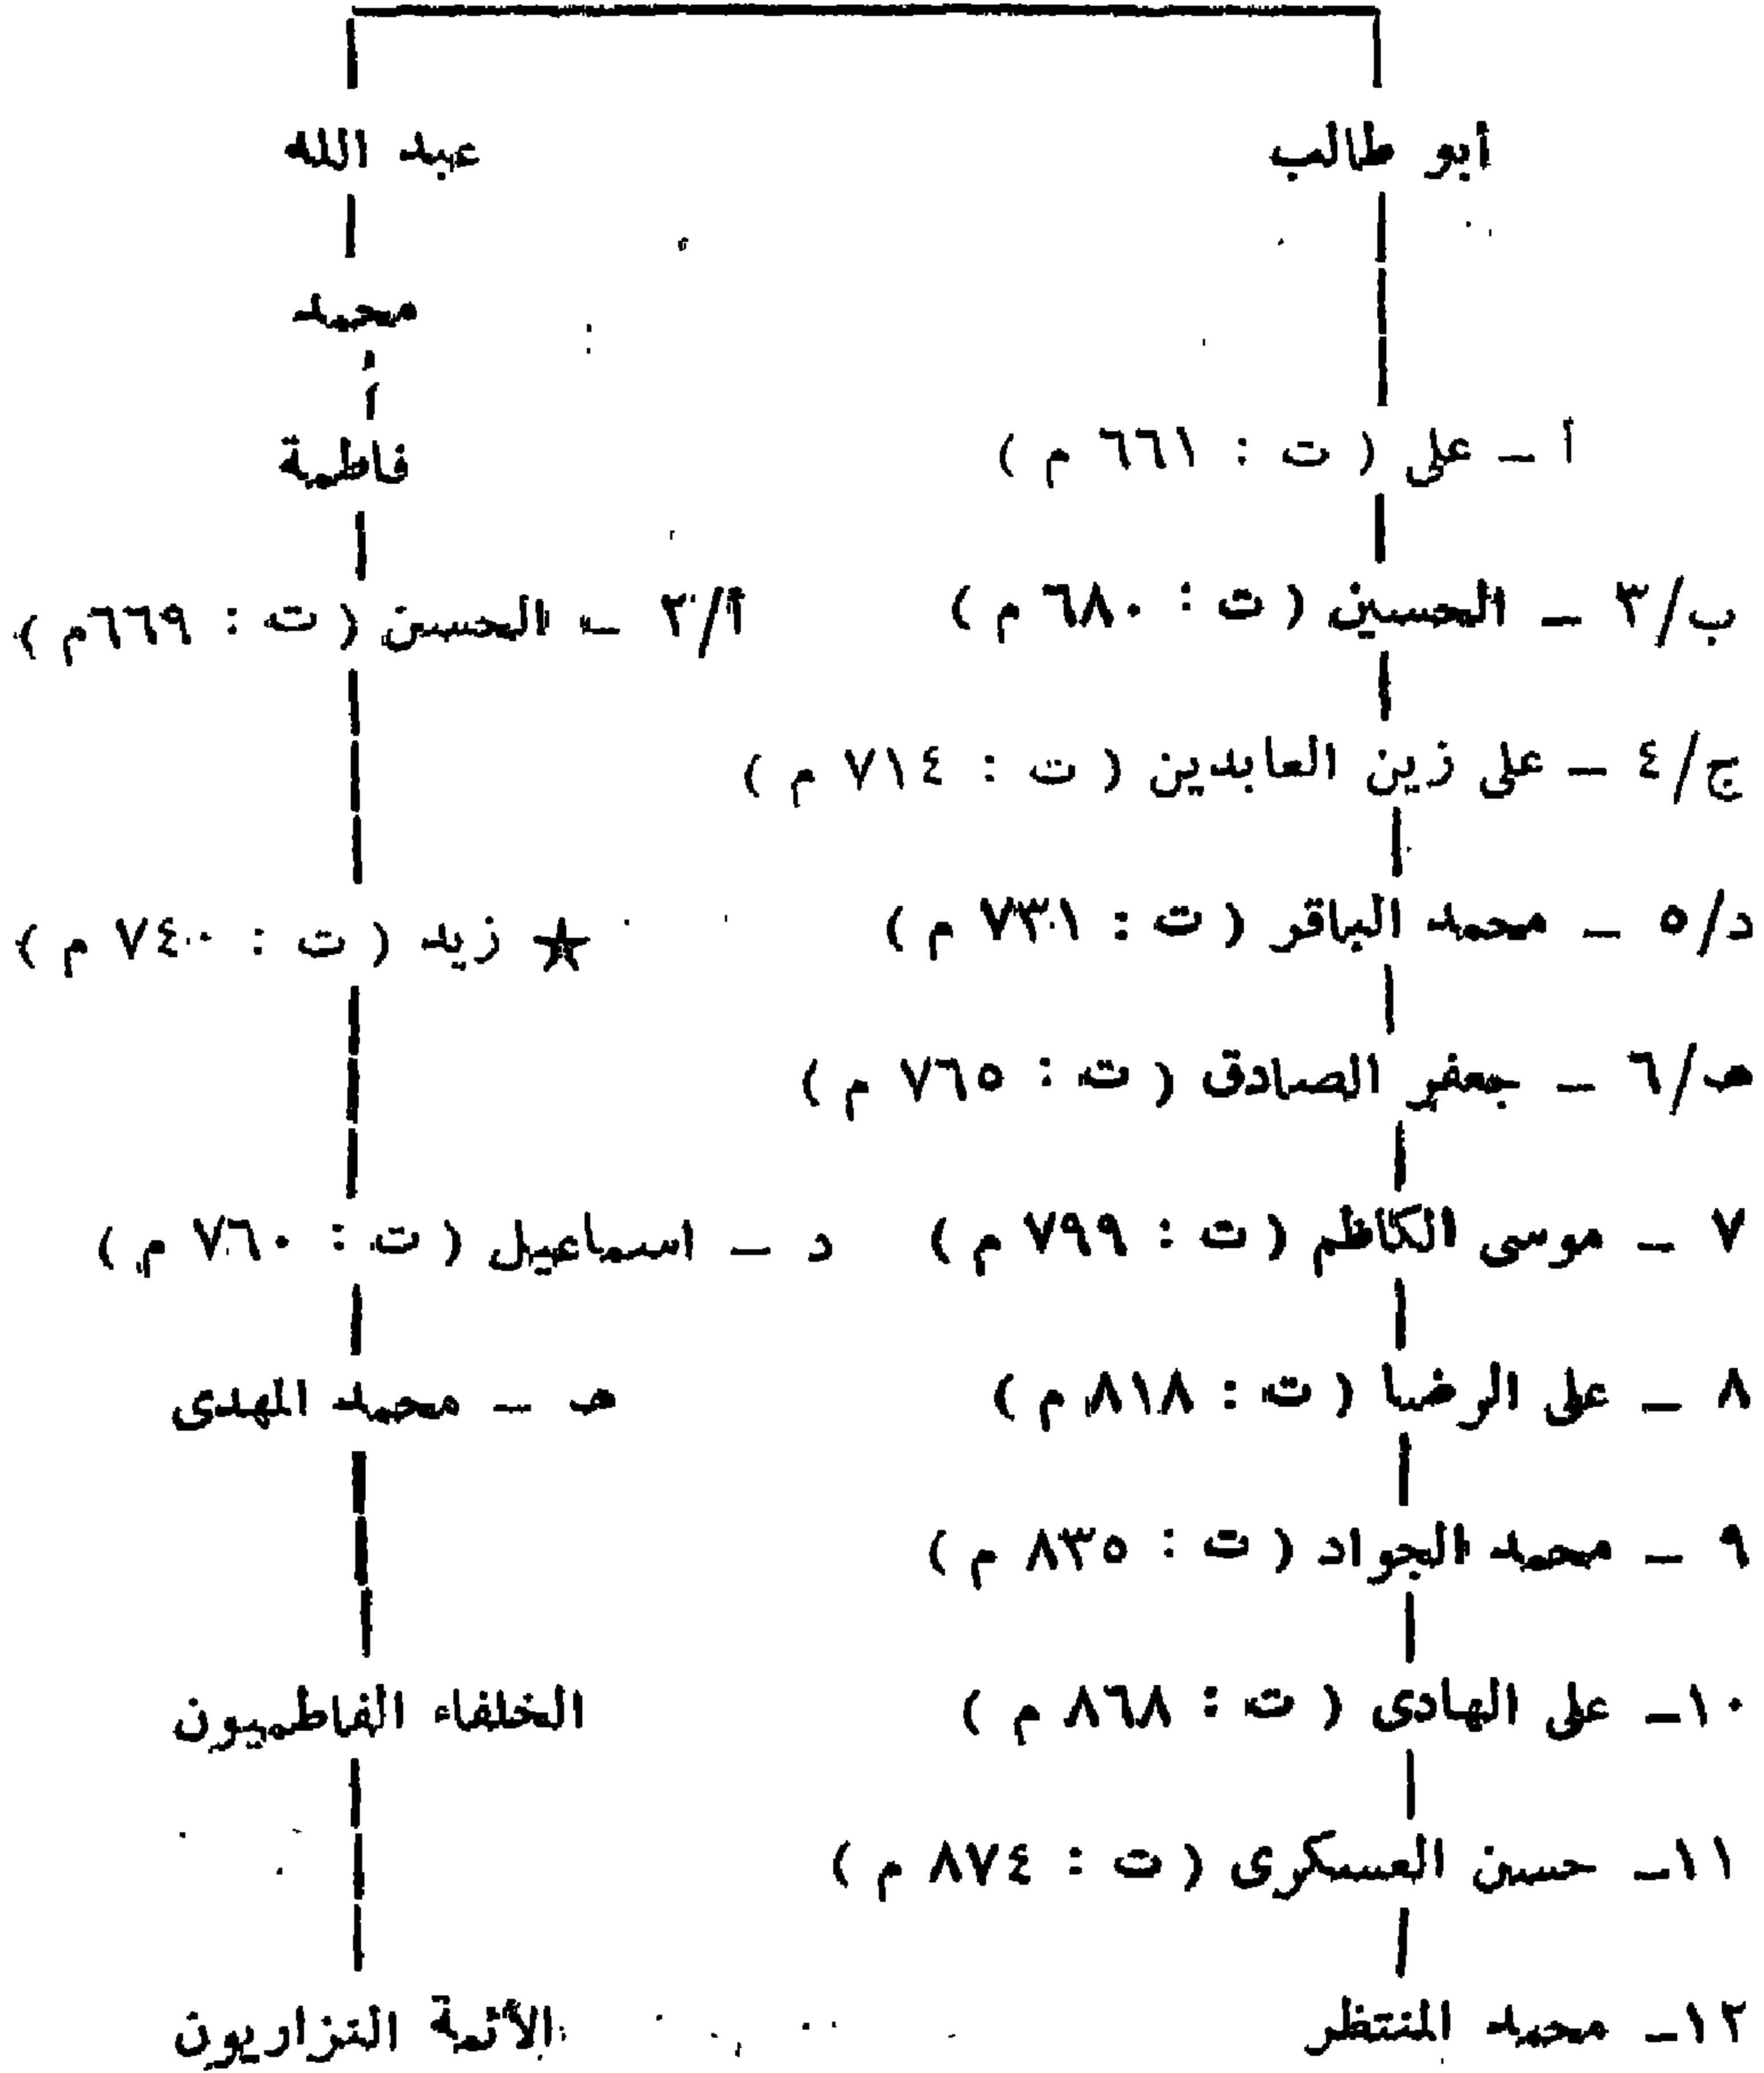 أبو طالب عبد الله
محمد
فاطمة
أ – على ( ت : ٦٦١ م )
ب/٣ – الحسين ( ت : ٦٨٠ م ) أ/٢ – الحسن ( ت : ٦٦٩م )
ج/٤ – على زين العابدين ( ت : ٧١٤ م )
د/٥ – محمد الباقر ( ت : ٧٣١ م ) ★ زيد ( ت : ٧٤٠ م )
هـ/٦ – جعفر الصادق ( ت : ٧٦٥ م )
٧ – موسى الكاظم ( ت : ٧٩٩ م ) د – اسماعيل ( ت : ٧٦٠ م )
٨ – على الرضا ( ت : ٨١٨ م ) هـ – محمد المهدى
٩ – محمد الجواد ( ت : ٨٣٥ م )
١٠– على الهادى ( ت : ٨٦٨ م ) الخلفاء الفاطميون
١١– حسن العسكرى ( ت : ٨٧٤ م )
١٢– محمد المنتظر الأئمة النزاريون